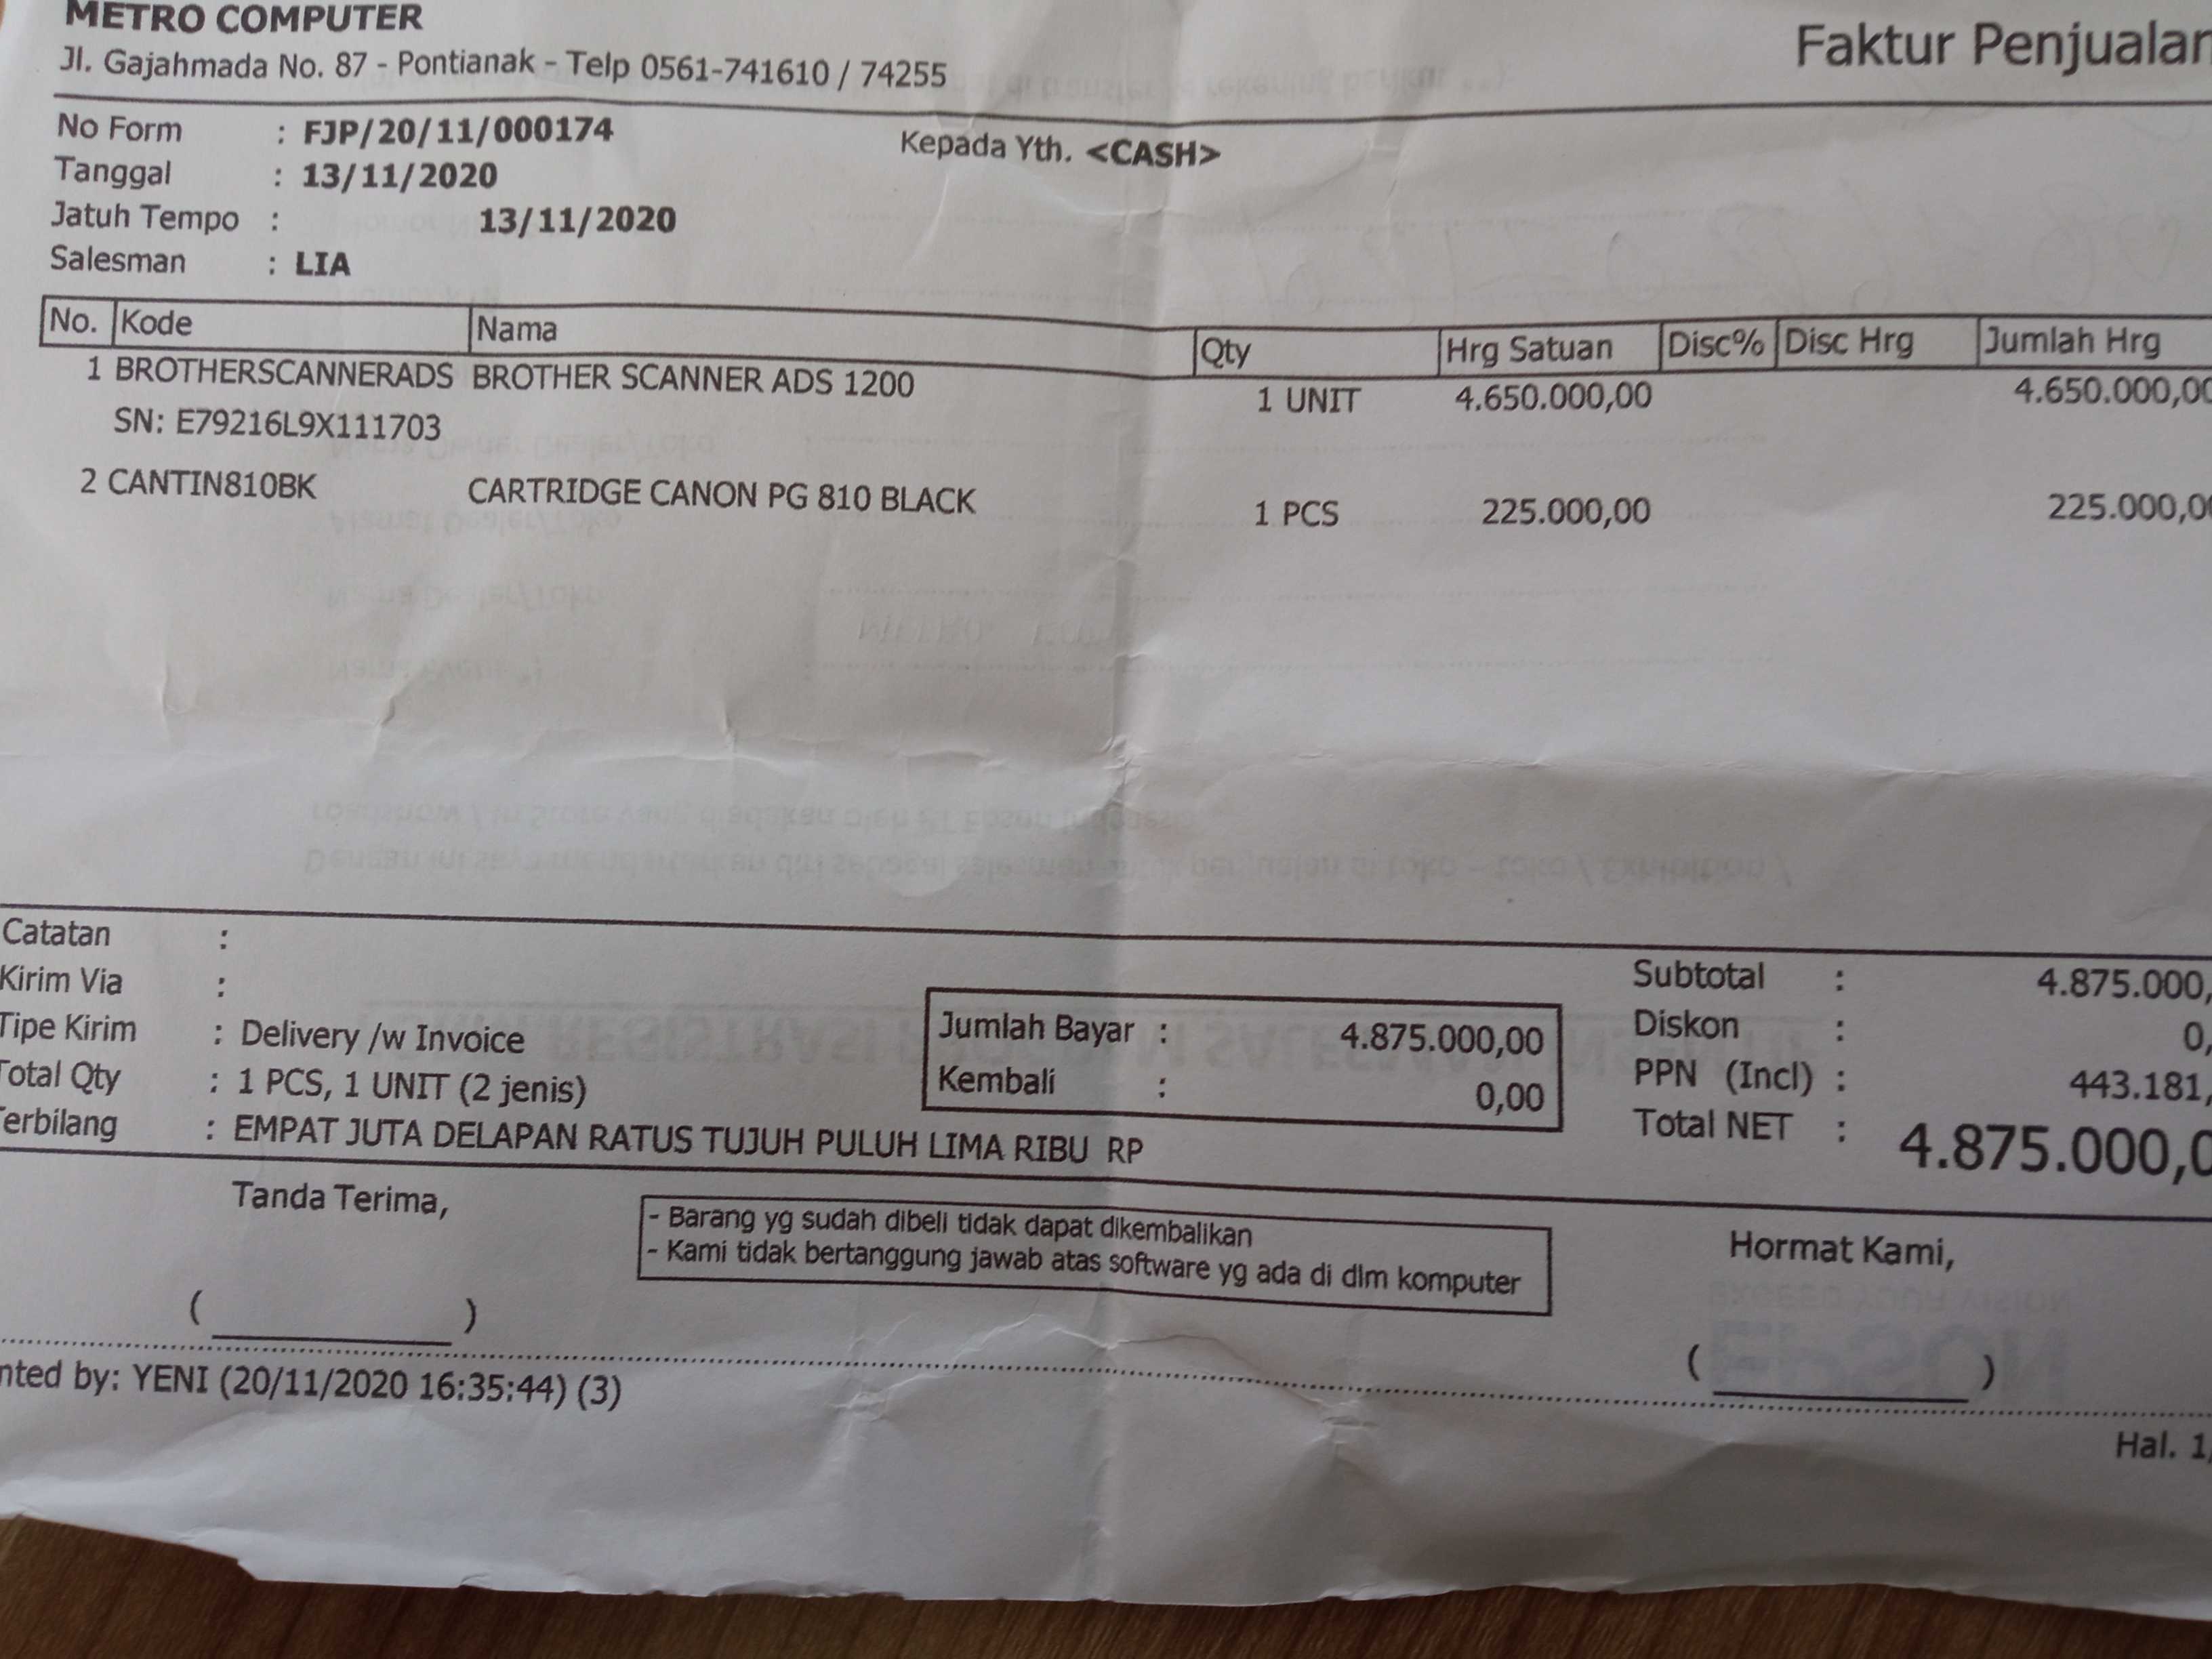 METRO COMPUTER
Jl. Gajahmada No. 87 - Pontianak - Telp 0561-741610 / 74255
Faktur Penjualan
No Form : FJP/20/11/000174
Kepada Yth. <CASH>
Tanggal : 13/11/2020
Jatuh Tempo : 13/11/2020
Salesman : LIA
No. Kode Nama Qty Hrg Satuan Disc% Disc Hrg Jumlah Hrg
1 BROTHERSCANNERADS BROTHER SCANNER ADS 1200 1 UNIT 4.650.000,00 4.650.000,00
SN: E79216L9X111703
2 CANTIN810BK CARTRIDGE CANON PG 810 BLACK 1 PCS 225.000,00 225.000,00
Catatan :
Kirim Via :
Tipe Kirim : Delivery /w Invoice
Total Qty : 1 PCS, 1 UNIT (2 jenis)
Terbilang : EMPAT JUTA DELAPAN RATUS TUJUH PULUH LIMA RIBU RP
Jumlah Bayar : 4.875.000,00
Kembali : 0,00
Subtotal : 4.875.000,
Diskon : 0,
PPN (Incl) : 443.181,
Total NET : 4.875.000,0
Tanda Terima,
- Barang yg sudah dibeli tidak dapat dikembalikan
- Kami tidak bertanggung jawab atas software yg ada di dlm komputer
Hormat Kami,
( )
( )
nted by: YENI (20/11/2020 16:35:44) (3)
Hal. 1,